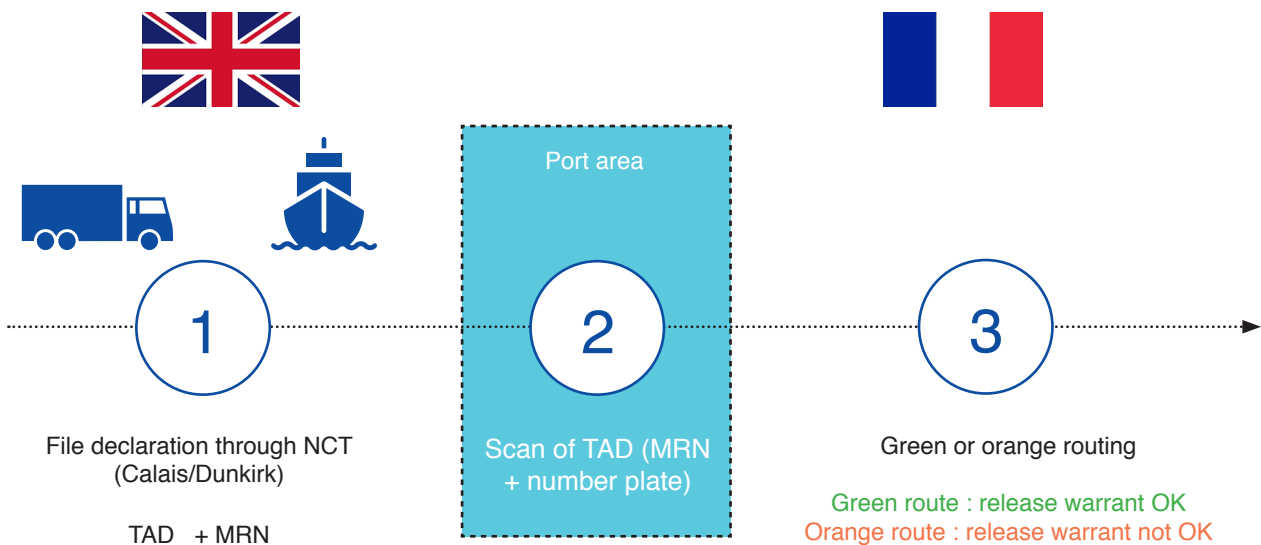 Port area
1
2
3
File declaration through NCT
(Calais/Dunkirk)
TAD + MRN
Scan of TAD (MRN
+ number plate)
Green or orange routing
Green route : release warrant OK
Orange route : release warrant not OK